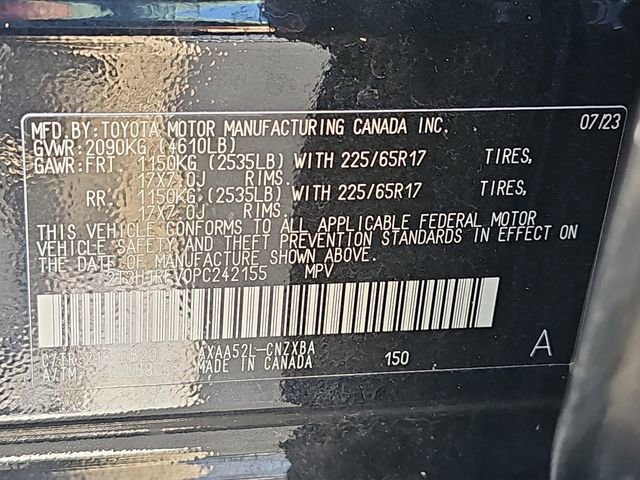 MFD.BY:TOYOTA MOTOR MANUFACTURING CANADA INC. 07/23
GVWR:2090KG (4610LB)
GAWR:FRT. 1150KG (2535LB) WITH 225/65R17 TIRES,
17X7.0J RIMS.
RR. 1150KG (2535LB) WITH 225/65R17 TIRES,
17X7.0J RIMS.
THIS VEHICLE CONFORMS TO ALL APPLICABLE FEDERAL MOTOR
VEHICLE SAFETY AND THEFT PREVENTION STANDARDS IN EFFECT ON
THE DATE OF MANUFACTURE SHOWN ABOVE.
MPV
C/TR: AXAA52L-CNZXBA 150 A
A/TM: MADE IN CANADA